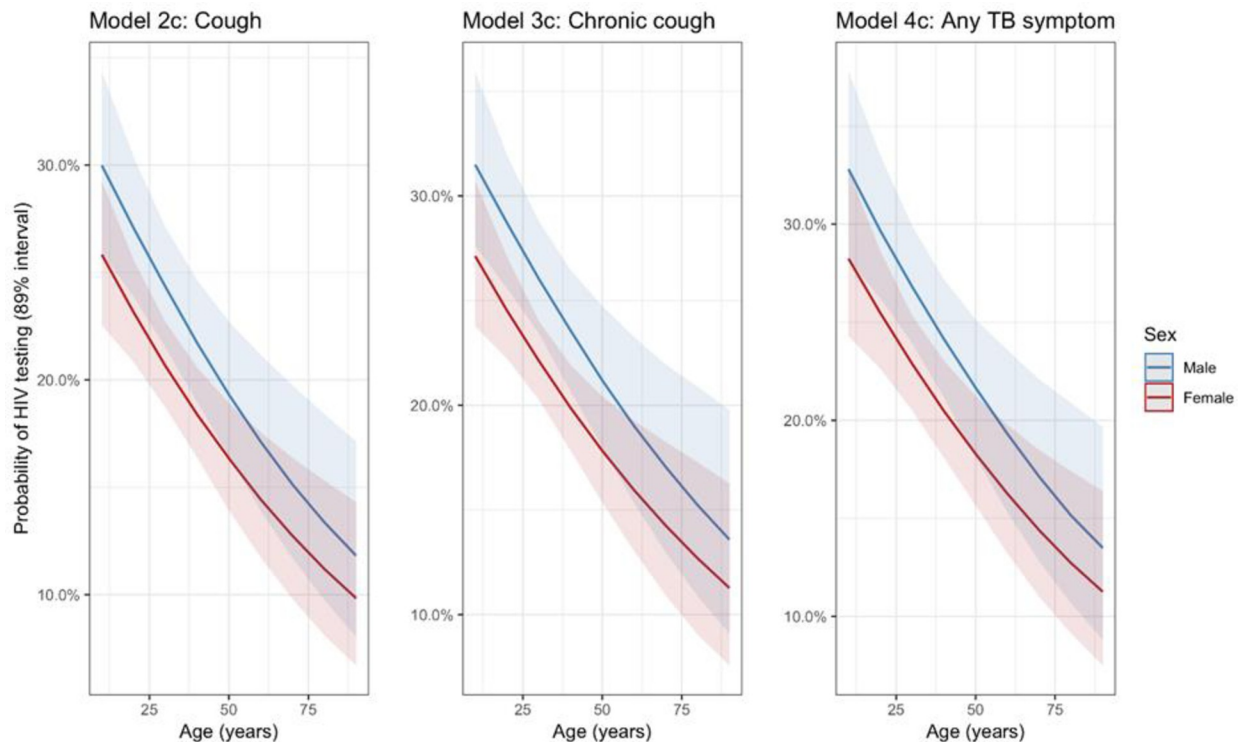 Model 2c: Cough
Model 3c: Chronic cough
Model 4c: Any TB symptom
Probability of HIV testing (89% interval)
30.0%
20.0%
10.0%
30.0%
20.0%
10.0%
30.0%
20.0%
10.0%
25 50 75
25 50 75
25 50 75
Age (years)
Age (years)
Age (years)
Sex
Male
Female